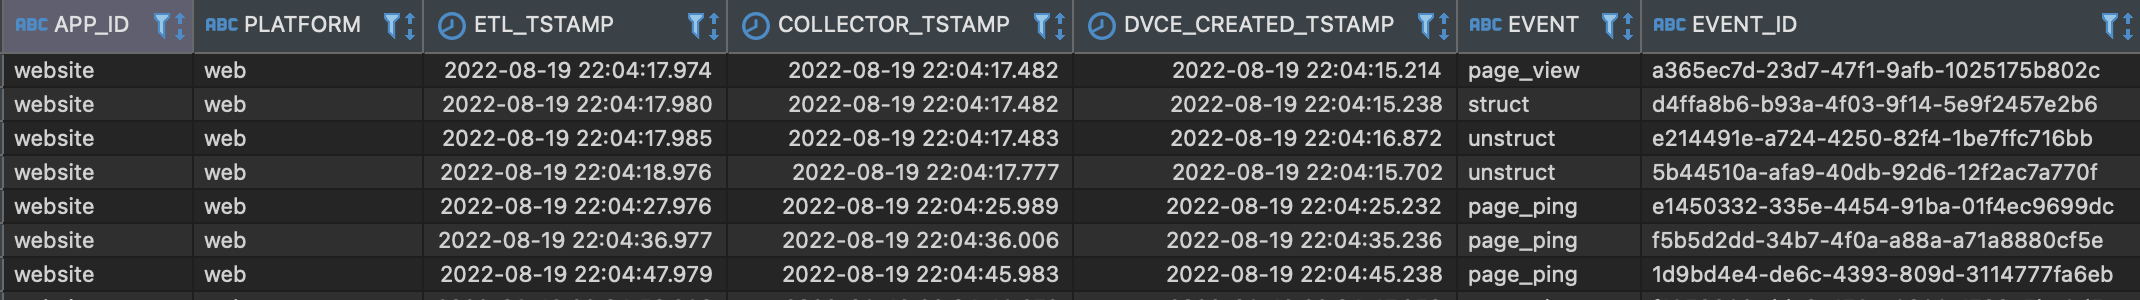 ABC APP_ID ABC PLATFORM ETL_TSTAMP COLLECTOR_TSTAMP DVCE_CREATED_TSTAMP ABC EVENT ABC EVENT_ID
website web 2022-08-19 22:04:17.974 2022-08-19 22:04:17.482 2022-08-19 22:04:15.214 page_view a365ec7d-23d7-47f1-9afb-1025175b802c
website web 2022-08-19 22:04:17.980 2022-08-19 22:04:17.482 2022-08-19 22:04:15.238 struct d4ffa8b6-b93a-4f03-9f14-5e9f2457e2b6
website web 2022-08-19 22:04:17.985 2022-08-19 22:04:17.483 2022-08-19 22:04:16.872 unstruct e214491e-a724-4250-82f4-1be7ffc716bb
website web 2022-08-19 22:04:18.976 2022-08-19 22:04:17.777 2022-08-19 22:04:15.702 unstruct 5b44510a-afa9-40db-92d6-12f2ac7a770f
website web 2022-08-19 22:04:27.976 2022-08-19 22:04:25.989 2022-08-19 22:04:25.232 page_ping e1450332-335e-4454-91ba-01f4ec9699dc
website web 2022-08-19 22:04:36.977 2022-08-19 22:04:36.006 2022-08-19 22:04:35.236 page_ping f5b5d2dd-34b7-4f0a-a88a-a71a8880cf5e
website web 2022-08-19 22:04:47.979 2022-08-19 22:04:45.983 2022-08-19 22:04:45.238 page_ping 1d9bd4e4-de6c-4393-809d-3114777fa6eb